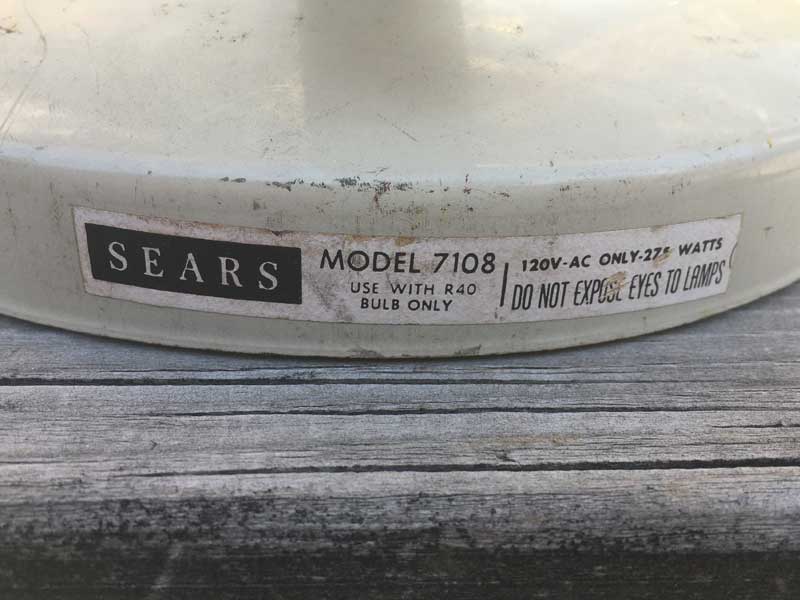 SEARS
MODEL 7108
USE WITH R40
BULB ONLY
120V-AC ONLY-275 WATTS
DO NOT EXPOSE EYES TO LAMPS